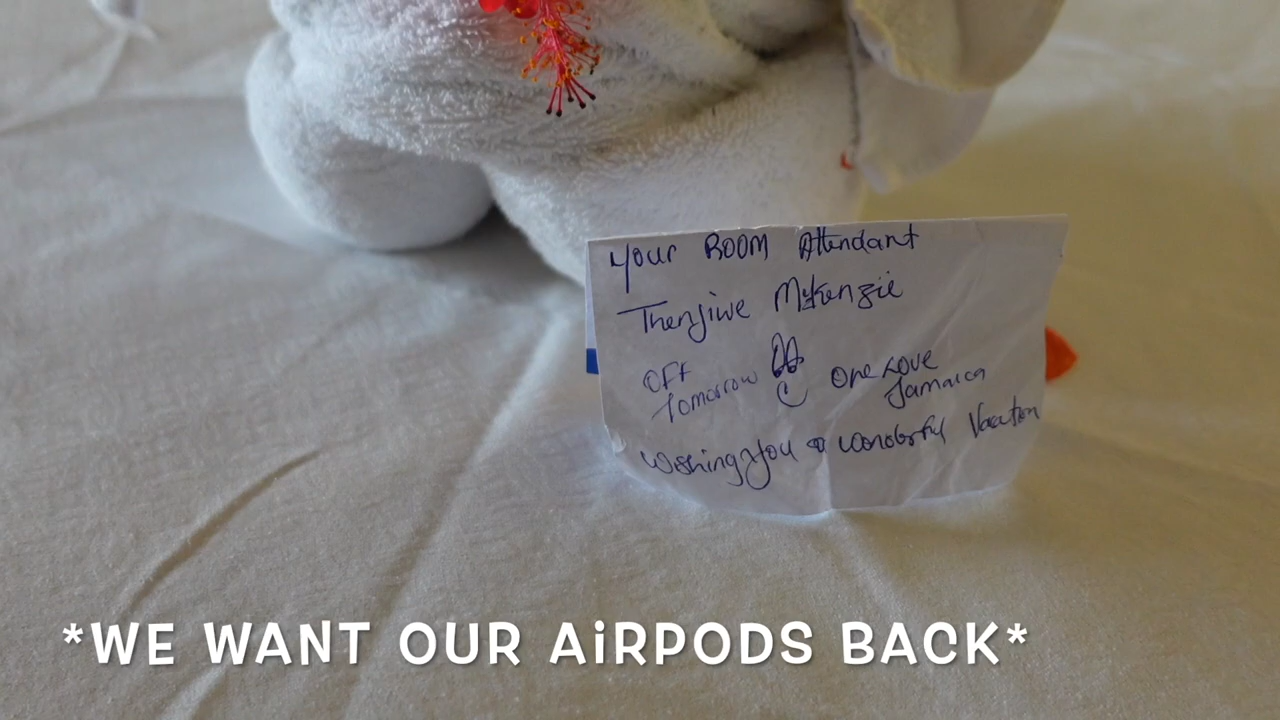 Your ROOM Attendant
Thenjiwe McKenzie
OFF
Tomorrow
One Love
Jamaica
Wishing you a wonderful Vacation
*WE WANT OUR AiRPODS BACK*